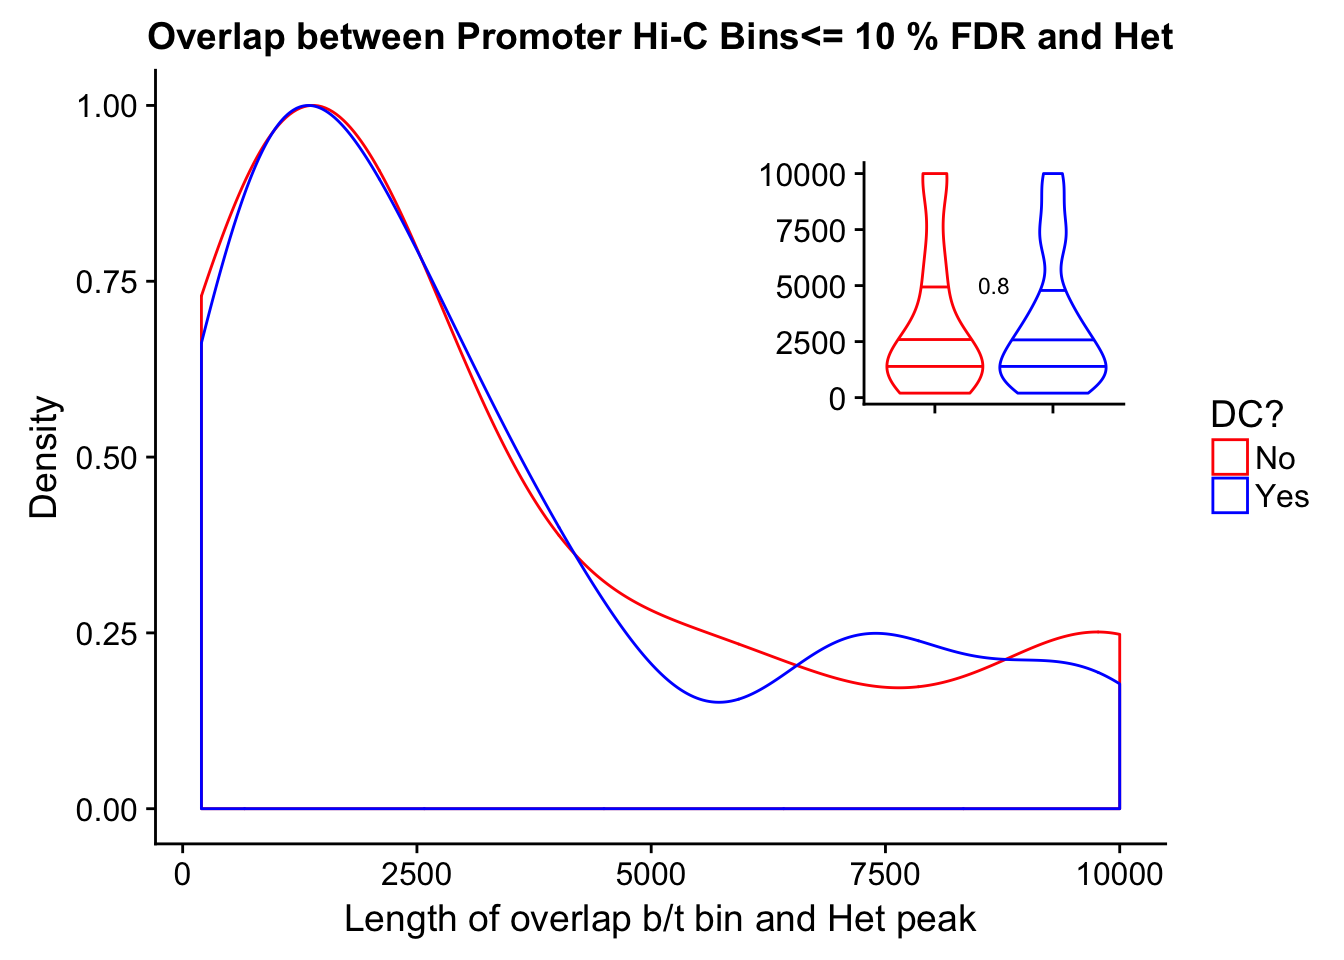 Overlap between Promoter Hi-C Bins<= 10 % FDR and Het
1.00
0.75
0.50
0.25
0.00
Density
0
2500
5000
7500
10000
Length of overlap b/t bin and Het peak
10000
7500
5000
2500
0
0.8
DC?
No
Yes